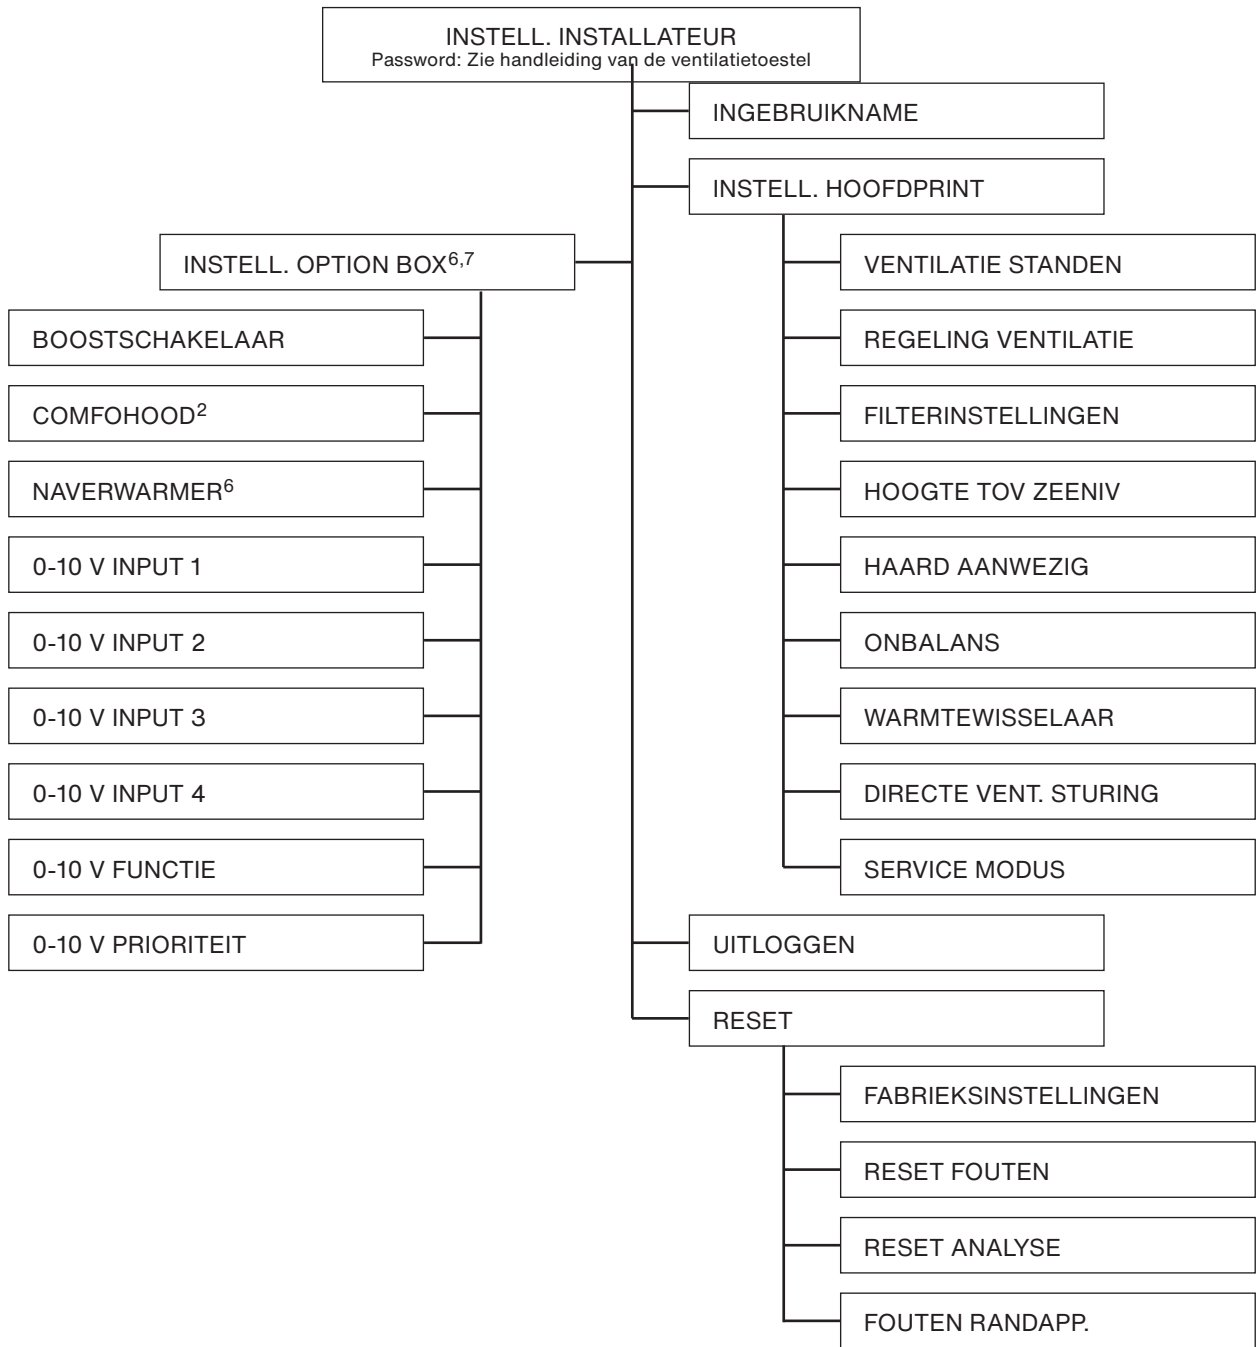 INSTELL. INSTALLATEUR
Password: Zie handleiding van de ventilatietoestel
INGEBRUIKNAME
INSTELL. HOOFDPRINT
VENTILATIE STANDEN
REGELING VENTILATIE
FILTERINSTELLINGEN
HOOGTE TOV ZEENIV
HAARD AANWEZIG
ONBALANS
WARMTEWISSELAAR
DIRECTE VENT. STURING
SERVICE MODUS
INSTELL. OPTION BOX6,7
BOOSTSCHAKELAAR
COMFOHOOD2
NAVERWARMER6
0-10 V INPUT 1
0-10 V INPUT 2
0-10 V INPUT 3
0-10 V INPUT 4
0-10 V FUNCTIE
0-10 V PRIORITEIT
UITLOGGEN
RESET
FABRIEKSINSTELLINGEN
RESET FOUTEN
RESET ANALYSE
FOUTEN RANDAPP.